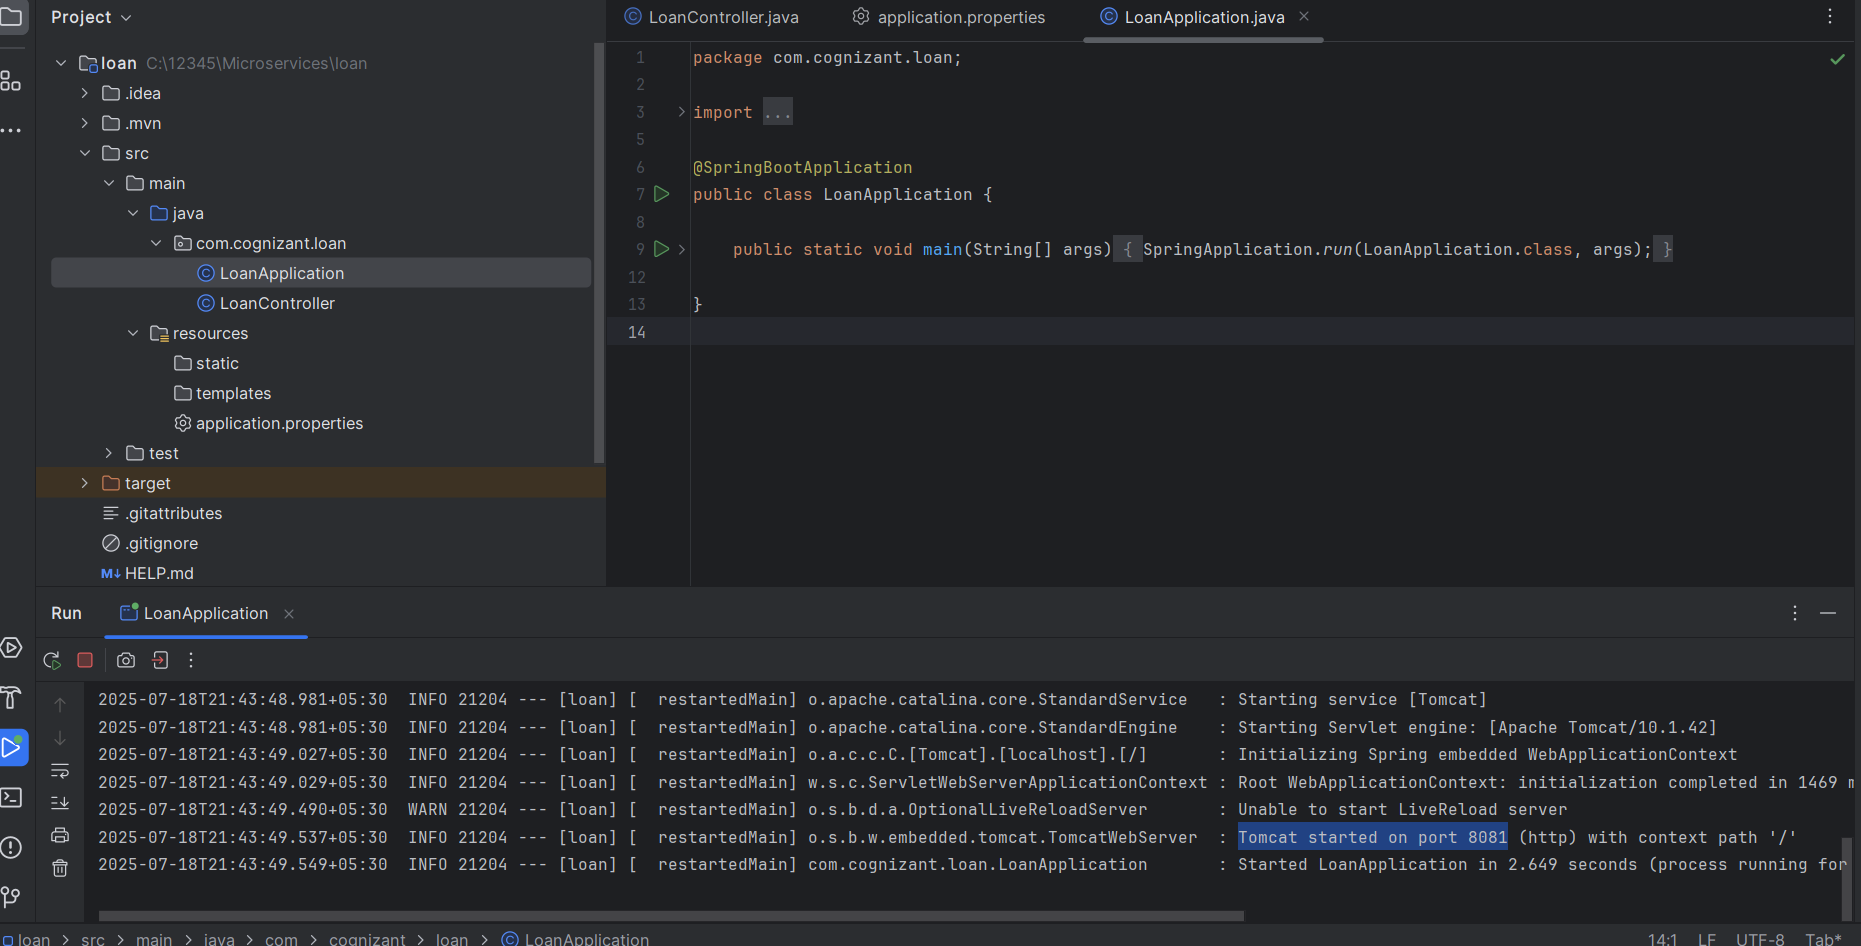 Project
loan C:\12345\Microservices\loan
.idea
.mvn
src
main
java
com.cognizant.loan
LoanApplication
LoanController
resources
static
templates
application.properties
test
target
.gitattributes
.gitignore
M↓ HELP.md
LoanController.java application.properties LoanApplication.java
1 package com.cognizant.loan;
2
3 import ...
5
6 @SpringBootApplication
7 public class LoanApplication {
8
9 public static void main(String[] args) { SpringApplication.run(LoanApplication.class, args); }
12
13 }
14
Run LoanApplication
2025-07-18T21:43:48.981+05:30 INFO 21204 --- [loan] [ restartedMain] o.apache.catalina.core.StandardService : Starting service [Tomcat]
2025-07-18T21:43:48.981+05:30 INFO 21204 --- [loan] [ restartedMain] o.apache.catalina.core.StandardEngine : Starting Servlet engine: [Apache Tomcat/10.1.42]
2025-07-18T21:43:49.027+05:30 INFO 21204 --- [loan] [ restartedMain] o.a.c.c.C.[Tomcat].[localhost].[/] : Initializing Spring embedded WebApplicationContext
2025-07-18T21:43:49.029+05:30 INFO 21204 --- [loan] [ restartedMain] w.s.c.ServletWebServerApplicationContext : Root WebApplicationContext: initialization completed in 1469 m
2025-07-18T21:43:49.490+05:30 WARN 21204 --- [loan] [ restartedMain] o.s.b.d.a.OptionalLiveReloadServer : Unable to start LiveReload server
2025-07-18T21:43:49.537+05:30 INFO 21204 --- [loan] [ restartedMain] o.s.b.w.embedded.tomcat.TomcatWebServer : Tomcat started on port 8081 (http) with context path '/'
2025-07-18T21:43:49.549+05:30 INFO 21204 --- [loan] [ restartedMain] com.cognizant.loan.LoanApplication : Started LoanApplication in 2.649 seconds (process running for
loan > src > main > java > com > cognizant > loan > LoanApplication 14:1 LF UTF-8 Tab*